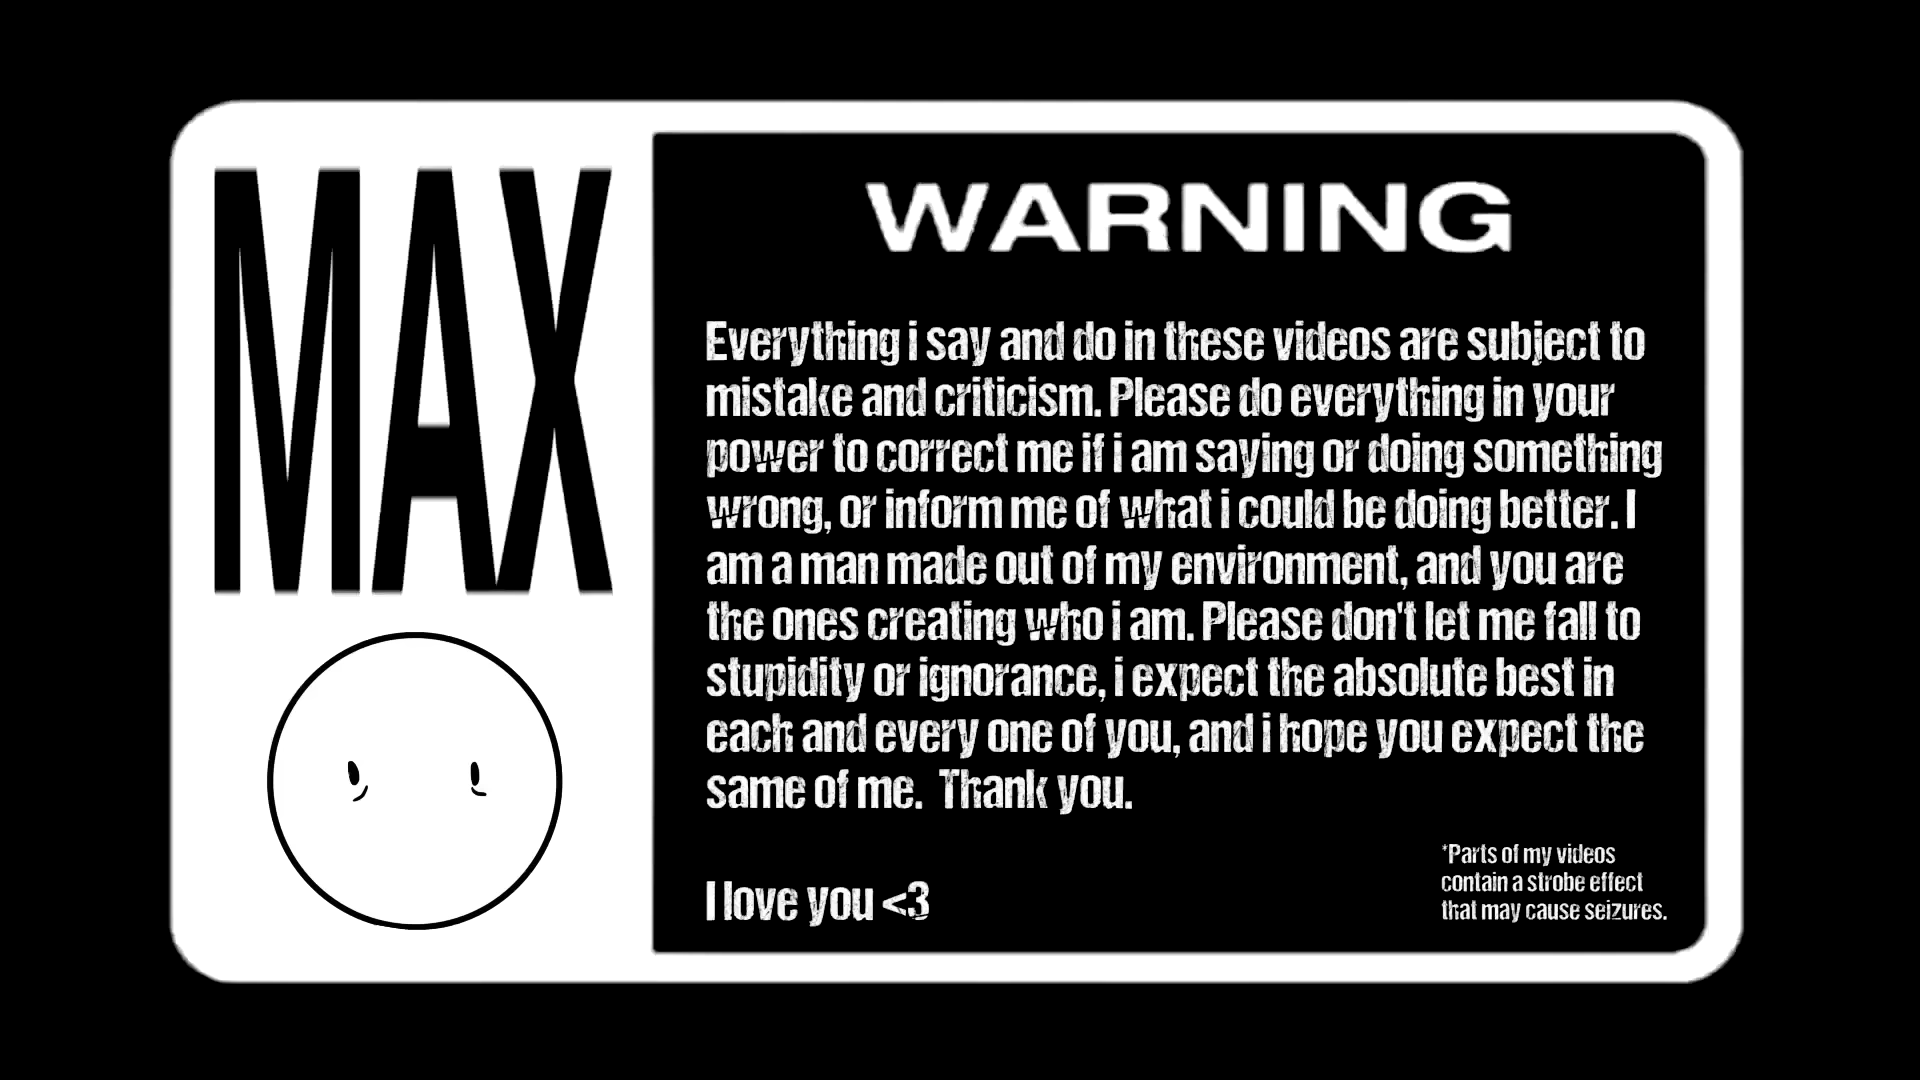 MAX
WARNING
Everything i say and do in these videos are subject to
mistake and criticism. Please do everything in your
power to correct me if i am saying or doing something
wrong, or inform me of what i could be doing better. I
am a man made out of my environment, and you are
the ones creating who i am. Please don't let me fall to
stupidity or ignorance, i expect the absolute best in
each and every one of you, and i hope you expect the
same of me.  Thank you.
I love you <3
*Parts of my videos
contain a strobe effect
that may cause seizures.